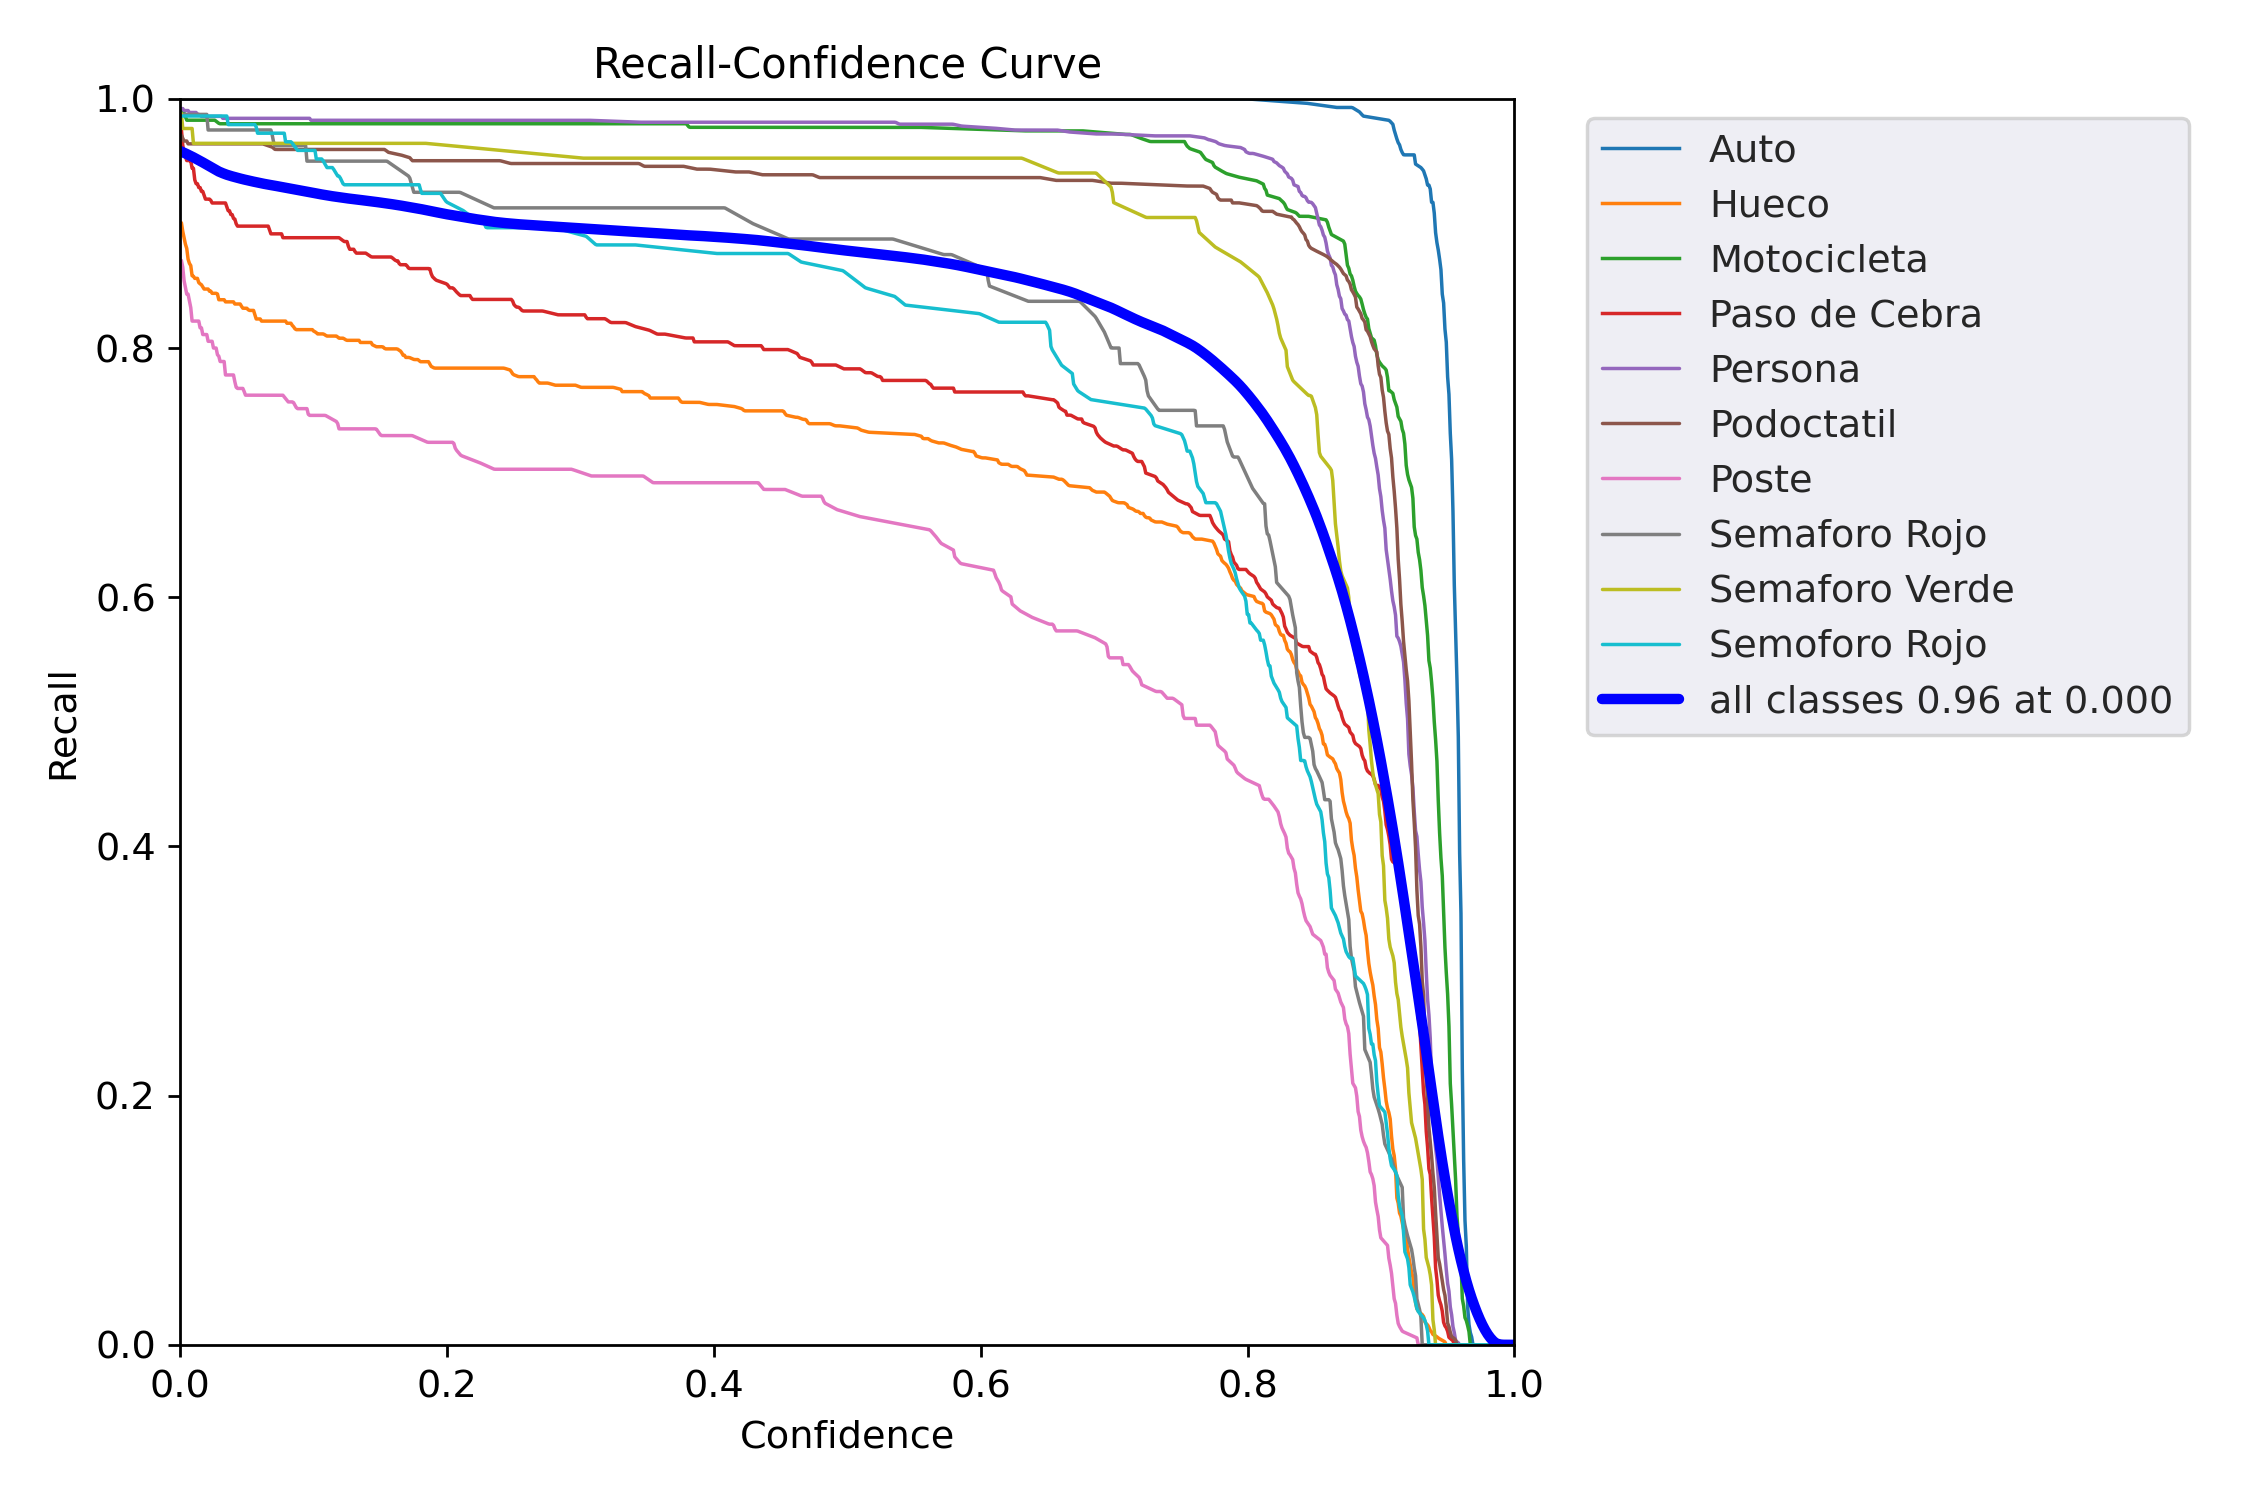 Recall-Confidence Curve
1.0
0.8
0.6
0.4
0.2
0.0
Recall
0.0 0.2 0.4 0.6 0.8 1.0
Confidence
Auto
Hueco
Motocicleta
Paso de Cebra
Persona
Podoctatil
Poste
Semaforo Rojo
Semaforo Verde
Semoforo Rojo
all classes 0.96 at 0.000